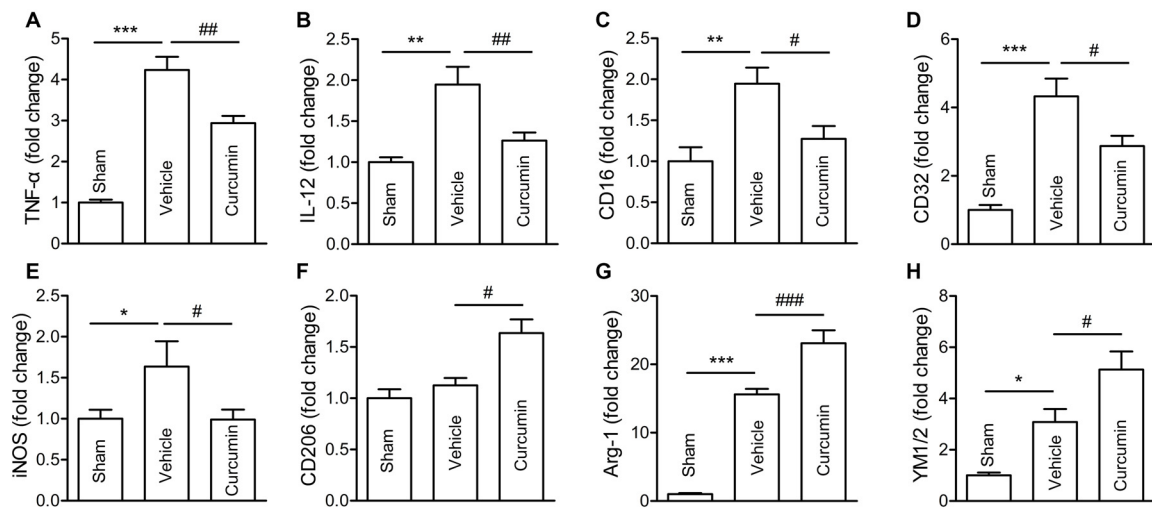 A
TNF-α (fold change)
5
4
3
2
1
0
***
##
Sham
Vehicle
Curcumin
B
IL-12 (fold change)
2.5
2.0
1.5
1.0
0.5
0.0
**
##
Sham
Vehicle
Curcumin
C
CD16 (fold change)
2.5
2.0
1.5
1.0
0.5
0.0
**
#
Sham
Vehicle
Curcumin
D
CD32 (fold change)
6
4
2
0
***
#
Sham
Vehicle
Curcumin
E
iNOS (fold change)
2.5
2.0
1.5
1.0
0.5
0.0
*
#
Sham
Vehicle
Curcumin
F
CD206 (fold change)
2.0
1.5
1.0
0.5
0.0
#
Sham
Vehicle
Curcumin
G
Arg-1 (fold change)
30
20
10
0
***
###
Sham
Vehicle
Curcumin
H
YM1/2 (fold change)
8
6
4
2
0
*
#
Sham
Vehicle
Curcumin